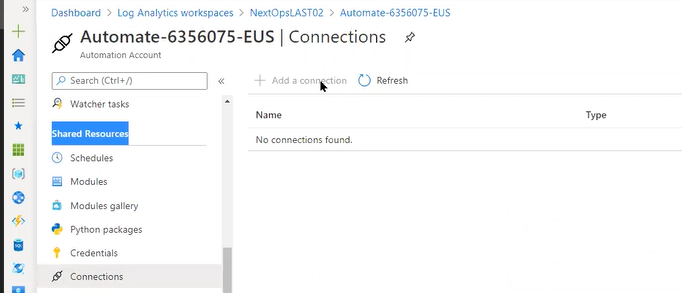 Dashboard > Log Analytics workspaces > NextOpsLAST02 > Automate-6356075-EUS
Automate-6356075-EUS | Connections
Automation Account
Search (Ctrl+/)
Add a connection
Refresh
Watcher tasks
Shared Resources
Schedules
Modules
Modules gallery
Python packages
Credentials
Connections
Name
Type
No connections found.